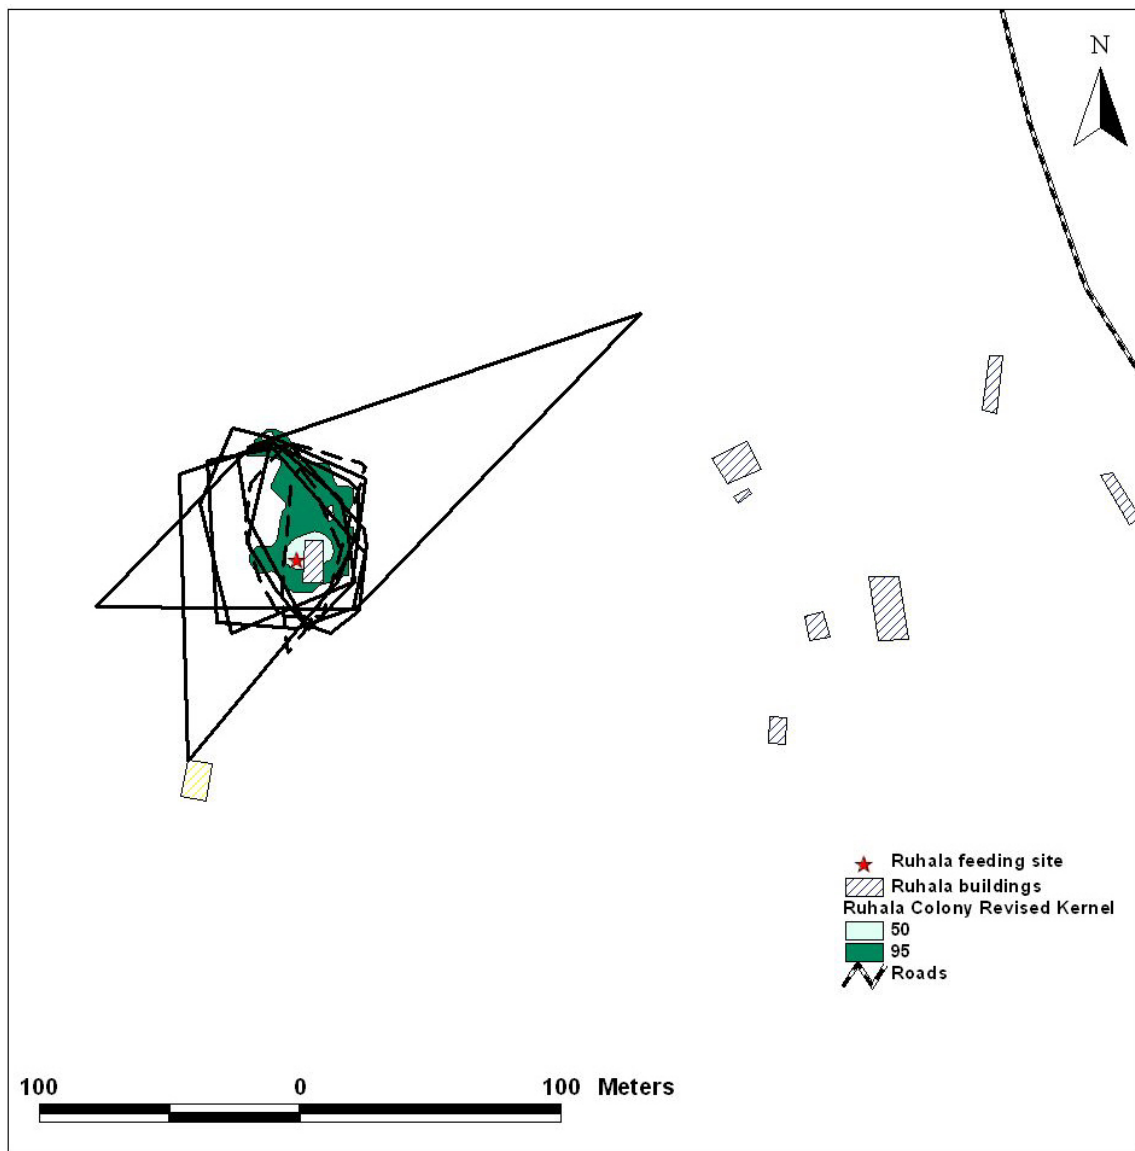 N
Ruhala feeding site
Ruhala buildings
Ruhala Colony Revised Kernel
50
95
Roads
100 0 100 Meters